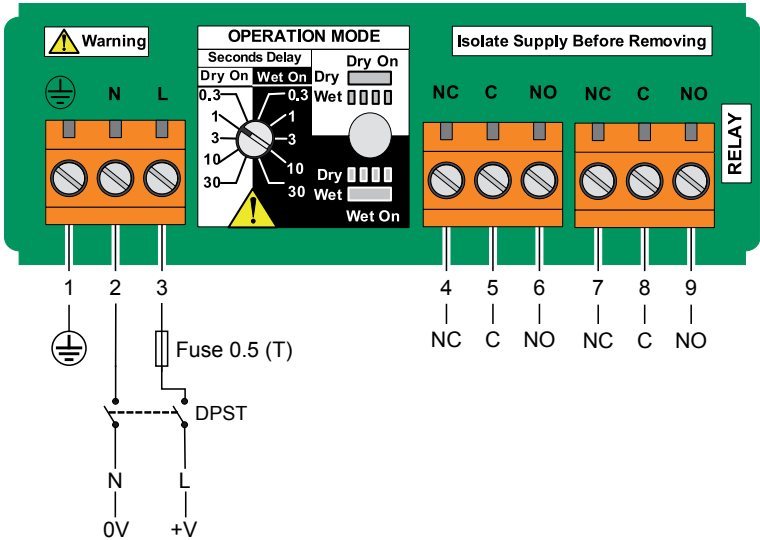 Warning
OPERATION MODE
Isolate Supply Before Removing
Seconds Delay
Dry On Wet On
Dry On
Dry
Wet
0.3 0.3
1 1
3 3
10 10
30 30
Dry
Wet
Wet On
N L
NC C NO NC C NO
RELAY
1 2 3 4 5 6 7 8 9
NC C NO NC C NO
Fuse 0.5 (T)
DPST
N L
0V +V